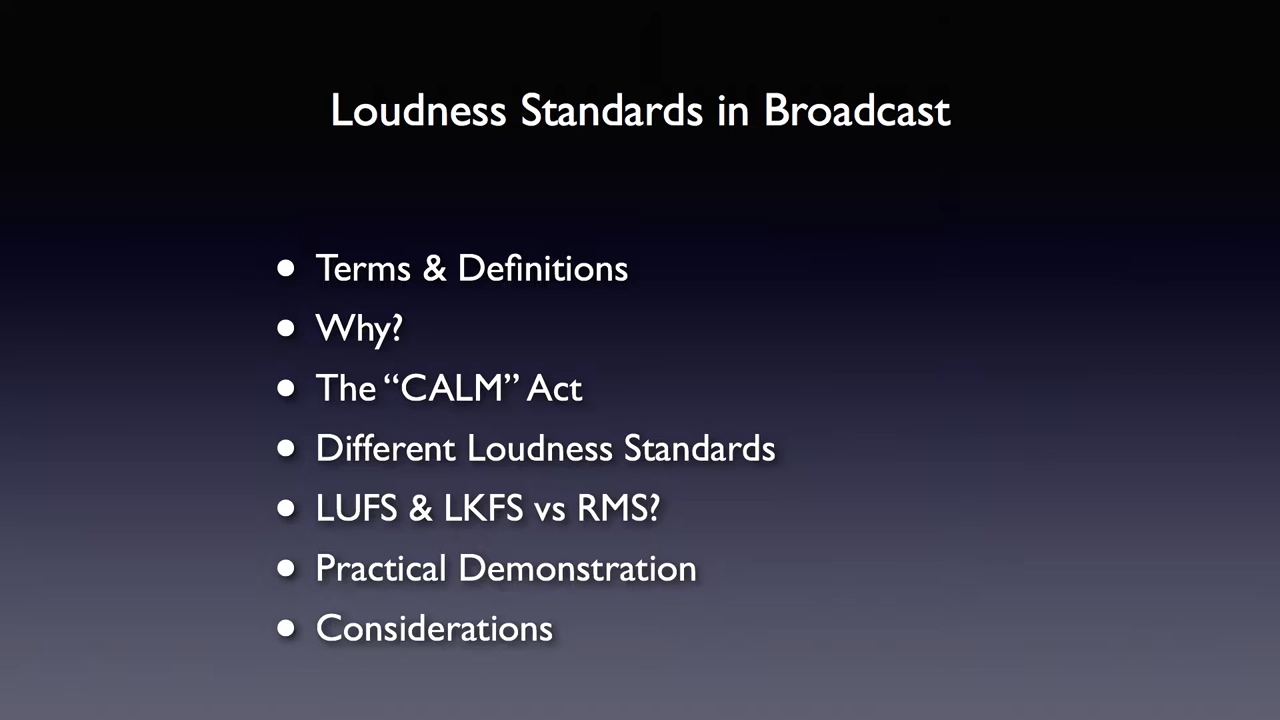 Loudness Standards in Broadcast
• Terms & Definitions
• Why?
• The “CALM” Act
• Different Loudness Standards
• LUFS & LKFS vs RMS?
• Practical Demonstration
• Considerations